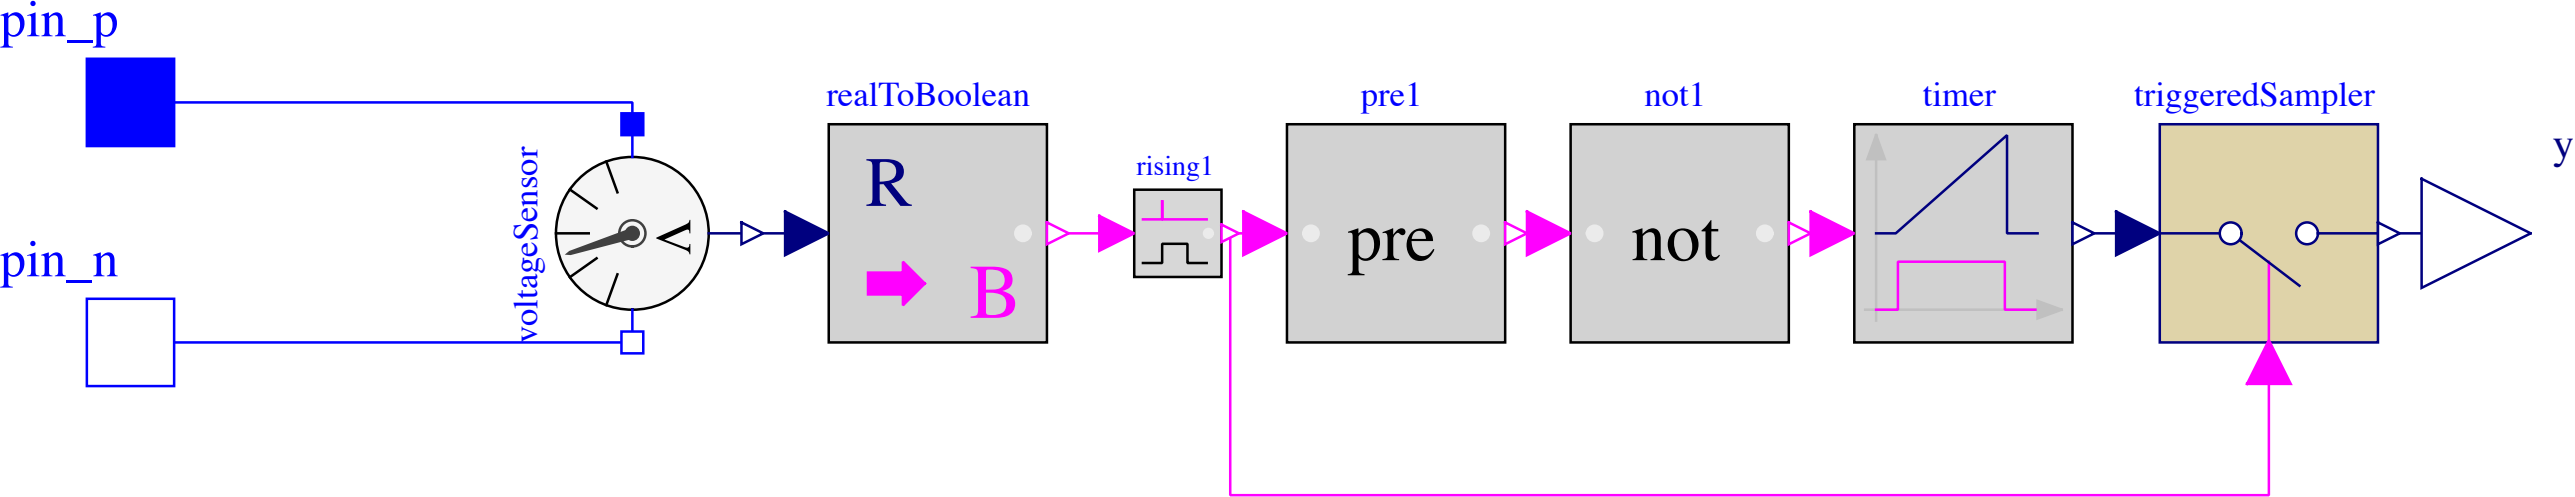 pin_p
pin_n
voltageSensor
V
realToBoolean
R
B
rising1
pre1
pre
not1
not
timer
triggeredSampler
y